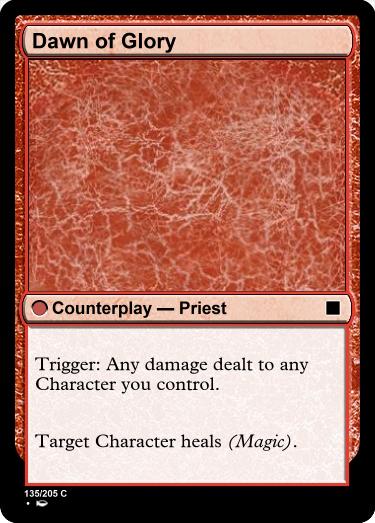 Dawn of Glory
Counterplay — Priest
Trigger: Any damage dealt to any
Character you control.
Target Character heals (Magic).
135/205 C